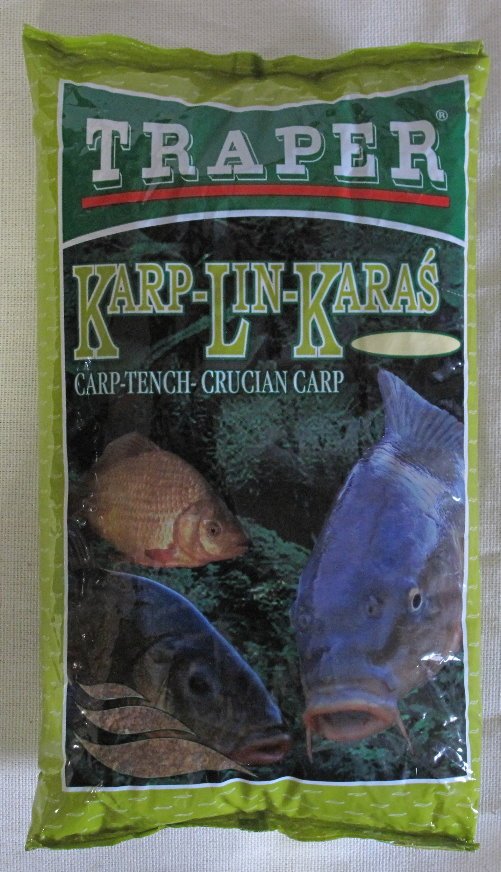 TRAPER®
KARP-LIN-KARAŚ
CARP-TENCH- CRUCIAN CARP